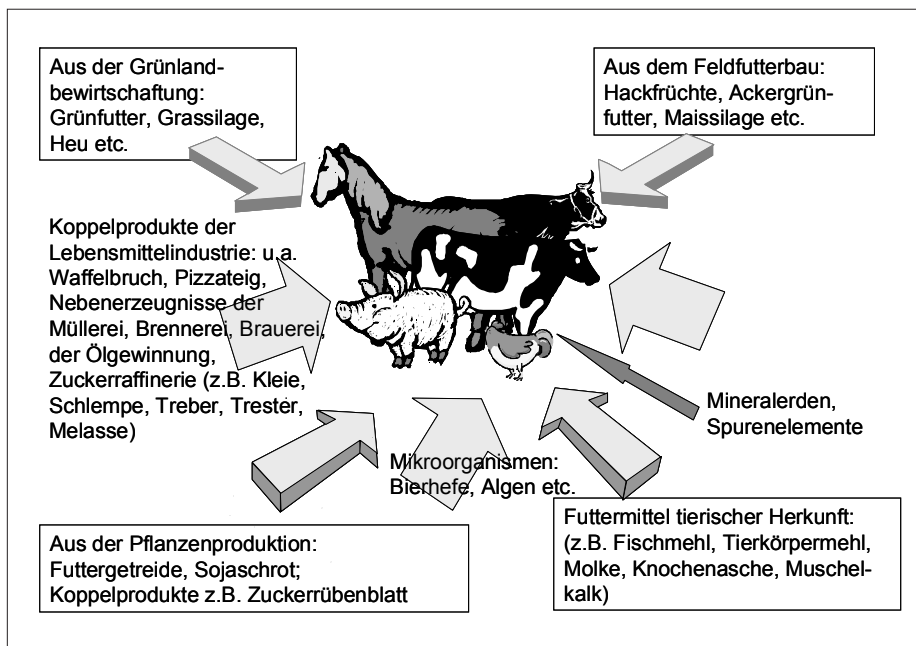 Aus der Grünland-
bewirtschaftung:
Grünfutter, Grassilage,
Heu etc.
Aus dem Feldfutterbau:
Hackfrüchte, Ackergrün-
futter, Maissilage etc.
Koppelprodukte der
Lebensmittelindustrie: u.a.
Waffelbruch, Pizzateig,
Nebenerzeugnisse der
Müllerei, Brennerei, Brauerei,
der Ölgewinnung,
Zuckerraffinerie (z.B. Kleie,
Schlempe, Treber, Trester,
Melasse)
Mineralerden,
Spurenelemente
Mikroorganismen:
Bierhefe, Algen etc.
Aus der Pflanzenproduktion:
Futtergetreide, Sojaschrot;
Koppelprodukte z.B. Zuckerrübenblatt
Futtermittel tierischer Herkunft:
(z.B. Fischmehl, Tierkörpermehl,
Molke, Knochenasche, Muschel-
kalk)